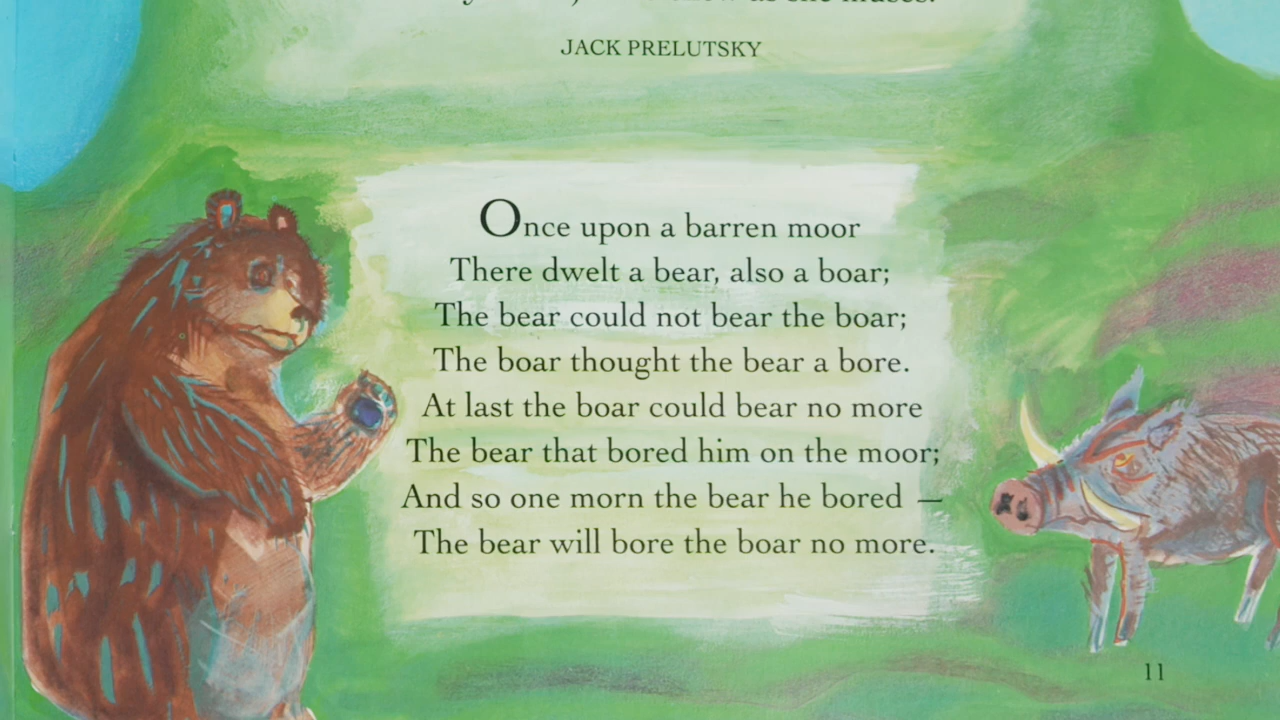 as she muses.
JACK PRELUTSKY
Once upon a barren moor
There dwelt a bear, also a boar;
The bear could not bear the boar;
The boar thought the bear a bore.
At last the boar could bear no more
The bear that bored him on the moor;
And so one morn the bear he bored —
The bear will bore the boar no more.
11